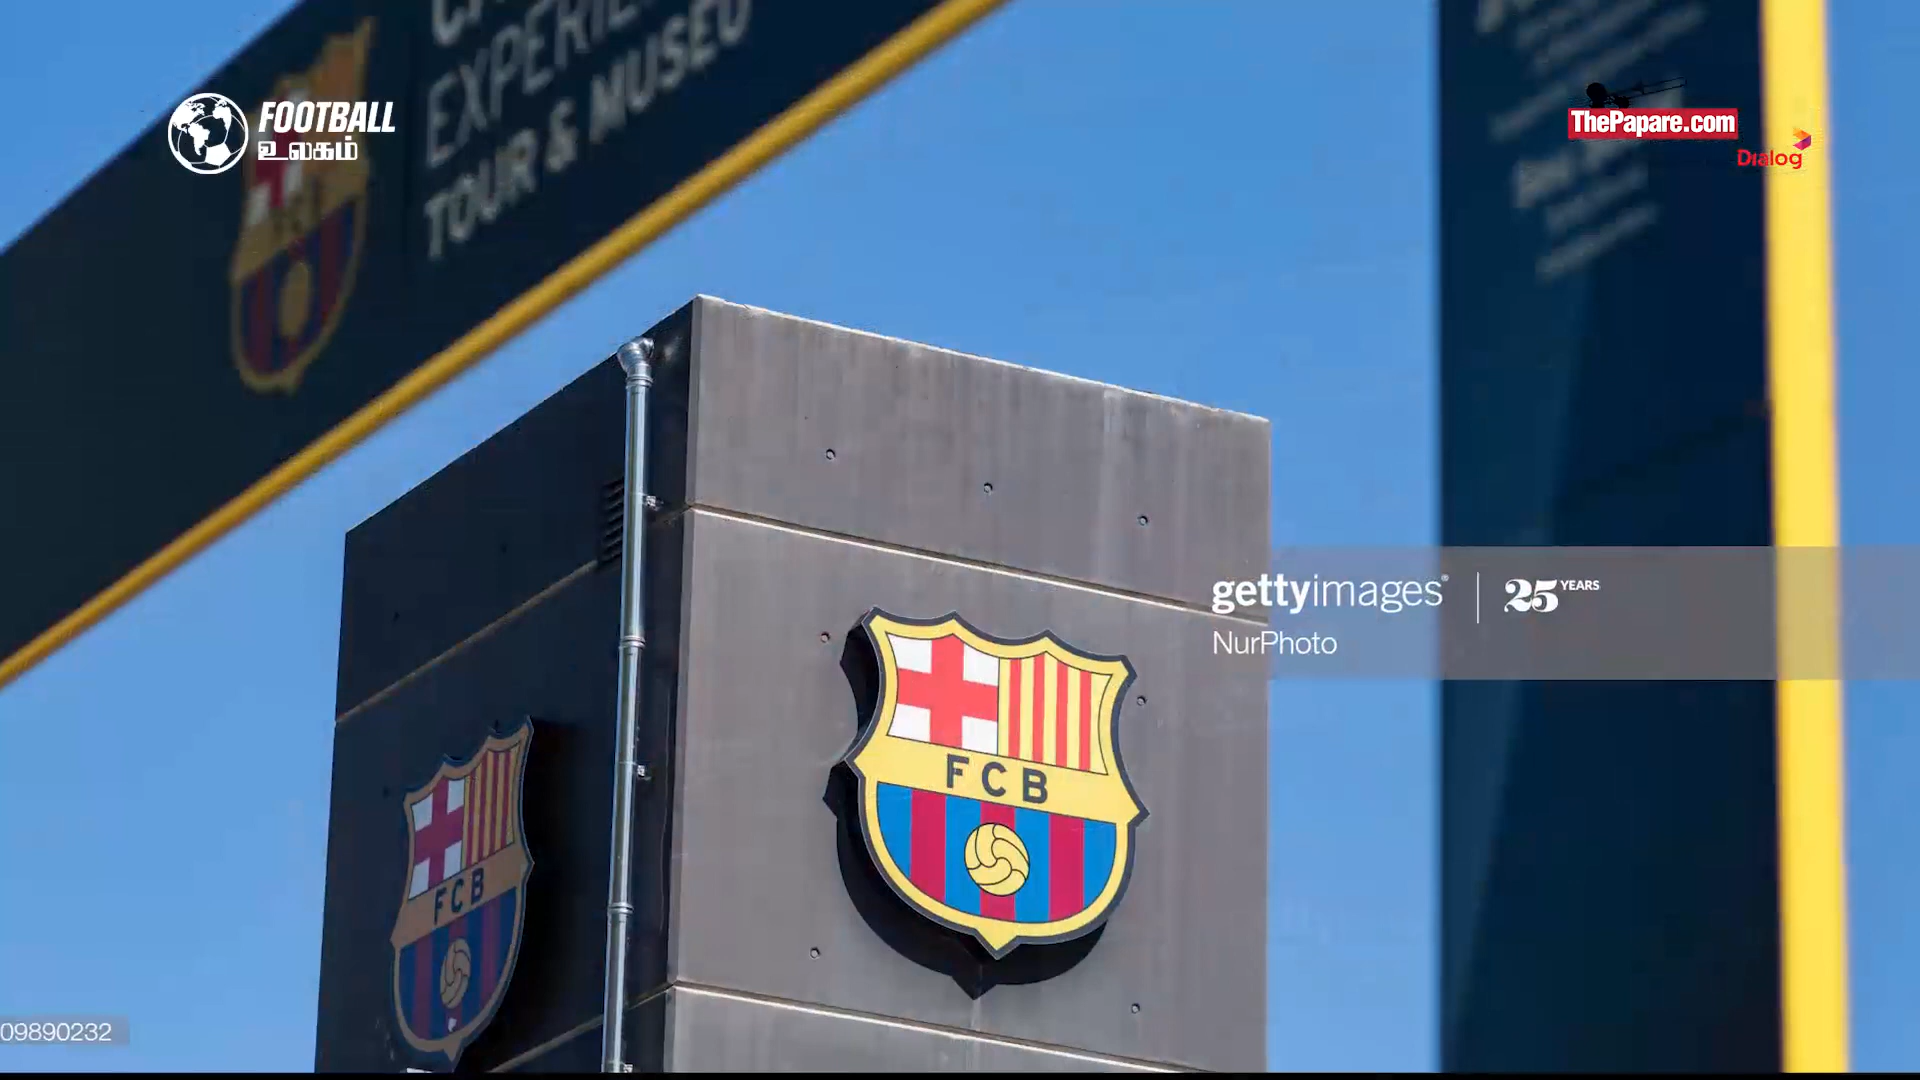 EXPERIE
TOUR & MUSEU
FOOTBALL
உலகம்
ThePapare.com
Dialog
gettyimages
25 YEARS
NurPhoto
FCB
FCB
09890232